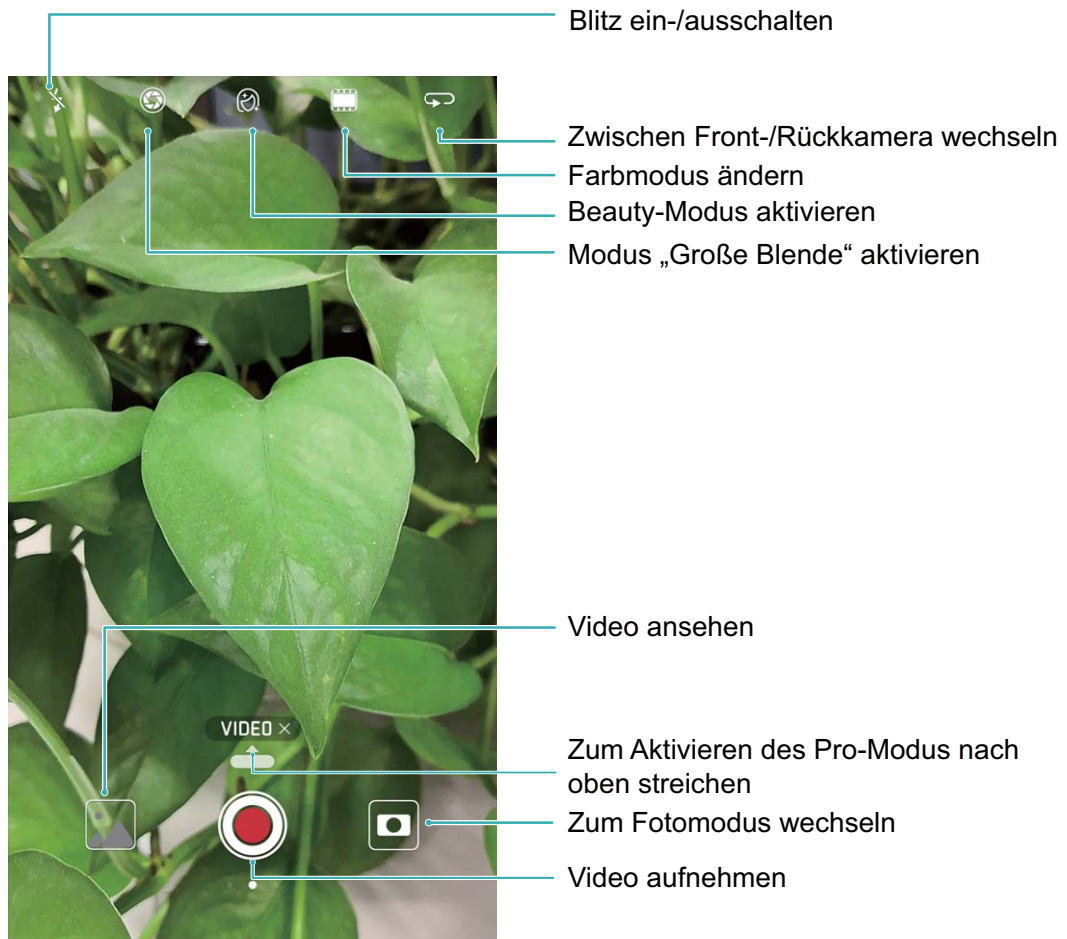 Blitz ein-/ausschalten
Zwischen Front-/Rückkamera wechseln
Farbmodus ändern
Beauty-Modus aktivieren
Modus „Große Blende“ aktivieren
Video ansehen
VIDEO ×
Zum Aktivieren des Pro-Modus nach
oben streichen
Zum Fotomodus wechseln
Video aufnehmen